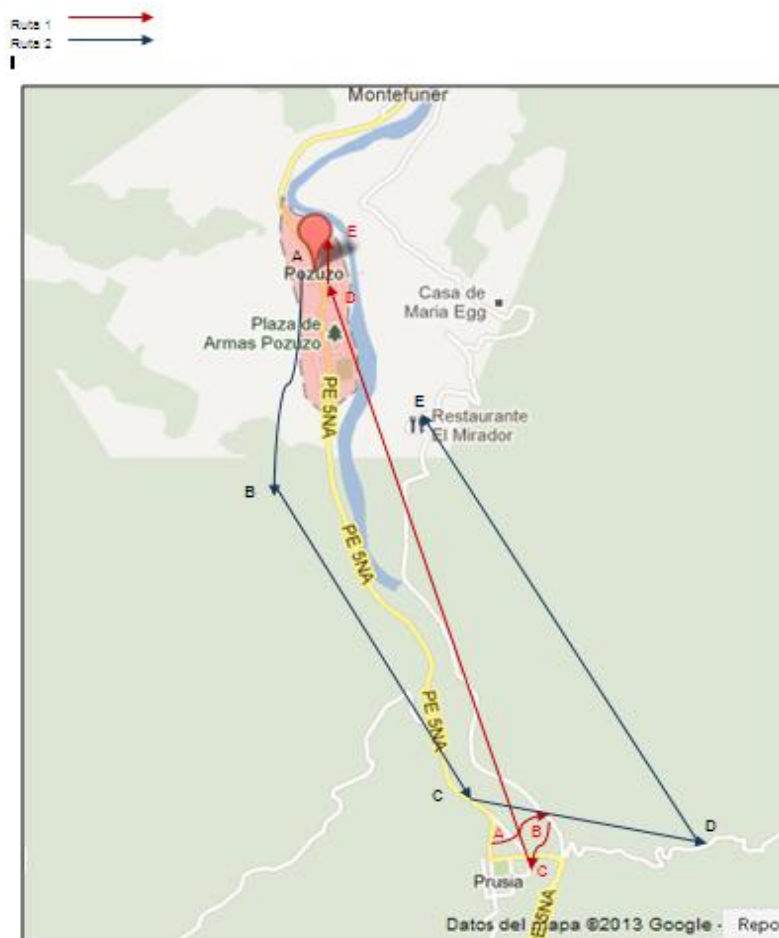 Ruta 1
Ruta 2
Montefuner
A
E
Pozuzo
D
Casa de
Maria Egg
Plaza de
Armas Pozuzo
PE 5NA
E
Restaurante
El Mirador
B
PE 5NA
PE 5NA
C
A
B
D
C
Prusia
PE 5NA
Datos del mapa ©2013 Google - Repo